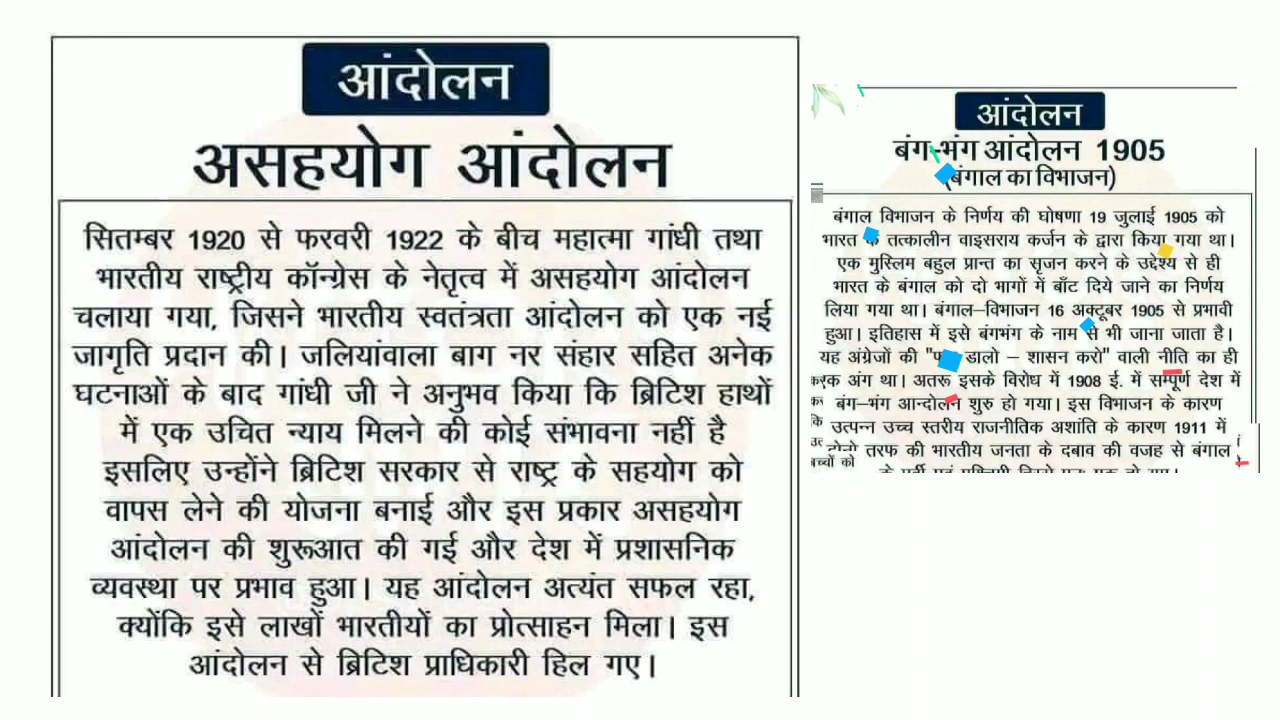 आंदोलन
असहयोग आंदोलन
सितम्बर 1920 से फरवरी 1922 के बीच महात्मा गांधी तथा
भारतीय राष्ट्रीय कॉन्ग्रेस के नेतृत्व में असहयोग आंदोलन
चलाया गया, जिसने भारतीय स्वतंत्रता आंदोलन को एक नई
जागृति प्रदान की। जलियांवाला बाग नर संहार सहित अनेक
घटनाओं के बाद गांधी जी ने अनुभव किया कि ब्रिटिश हाथों
में एक उचित न्याय मिलने की कोई संभावना नहीं है
इसलिए उन्होंने ब्रिटिश सरकार से राष्ट्र के सहयोग को
वापस लेने की योजना बनाई और इस प्रकार असहयोग
आंदोलन की शुरूआत की गई और देश में प्रशासनिक
व्यवस्था पर प्रभाव हुआ। यह आंदोलन अत्यंत सफल रहा,
क्योंकि इसे लाखों भारतीयों का प्रोत्साहन मिला। इस
आंदोलन से ब्रिटिश प्राधिकारी हिल गए।
आंदोलन
बंग-भंग आंदोलन 1905
(बंगाल का विभाजन)
बंगाल विभाजन के निर्णय की घोषणा 19 जुलाई 1905 को
भारत के तत्कालीन वाइसराय कर्जन के द्वारा किया गया था।
एक मुस्लिम बहुल प्रान्त का सृजन करने के उद्देश्य से ही
भारत के बंगाल को दो भागों में बाँट दिये जाने का निर्णय
लिया गया था। बंगाल–विभाजन 16 अक्टूबर 1905 से प्रभावी
हुआ। इतिहास में इसे बंगभंग के नाम से भी जाना जाता है।
यह अंग्रेजों की डालो – शासन करो" वाली नीति का ही
अंग था। अतरू इसके विरोध में 1908 ई. में सम्पूर्ण देश में
बंग–भंग आन्दोलन शुरु हो गया। इस विभाजन के कारण
उत्पन्न उच्च स्तरीय राजनीतिक अशांति के कारण 1911 में
तरफ की भारतीय जनता के दबाव की वजह से बंगाल